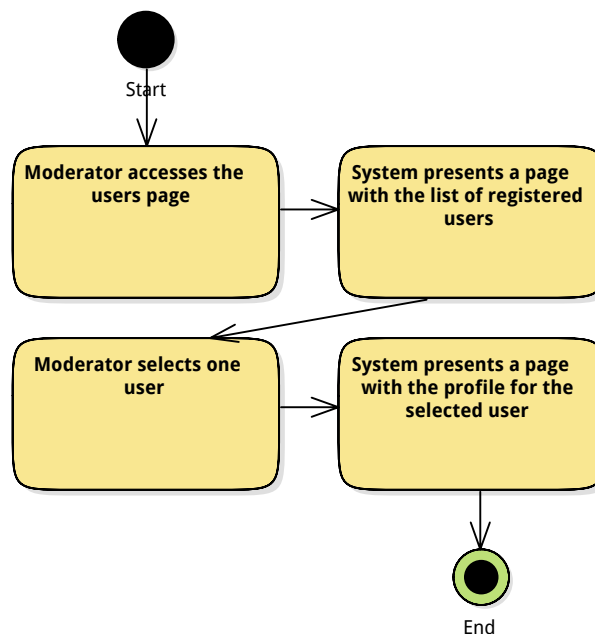 Start
Moderator accesses the
users page
System presents a page
with the list of registered
users
Moderator selects one
user
System presents a page
with the profile for the
selected user
End